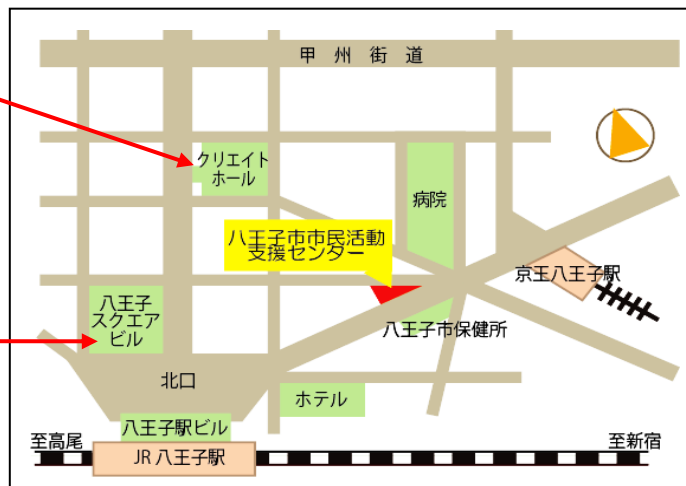 甲州街道
クリエイト
ホール
病院
八王子市市民活動
支援センター
京王八王子駅
八王子
スクエア
ビル
八王子市保健所
北口
ホテル
八王子駅ビル
至高尾
至新宿
JR 八王子駅